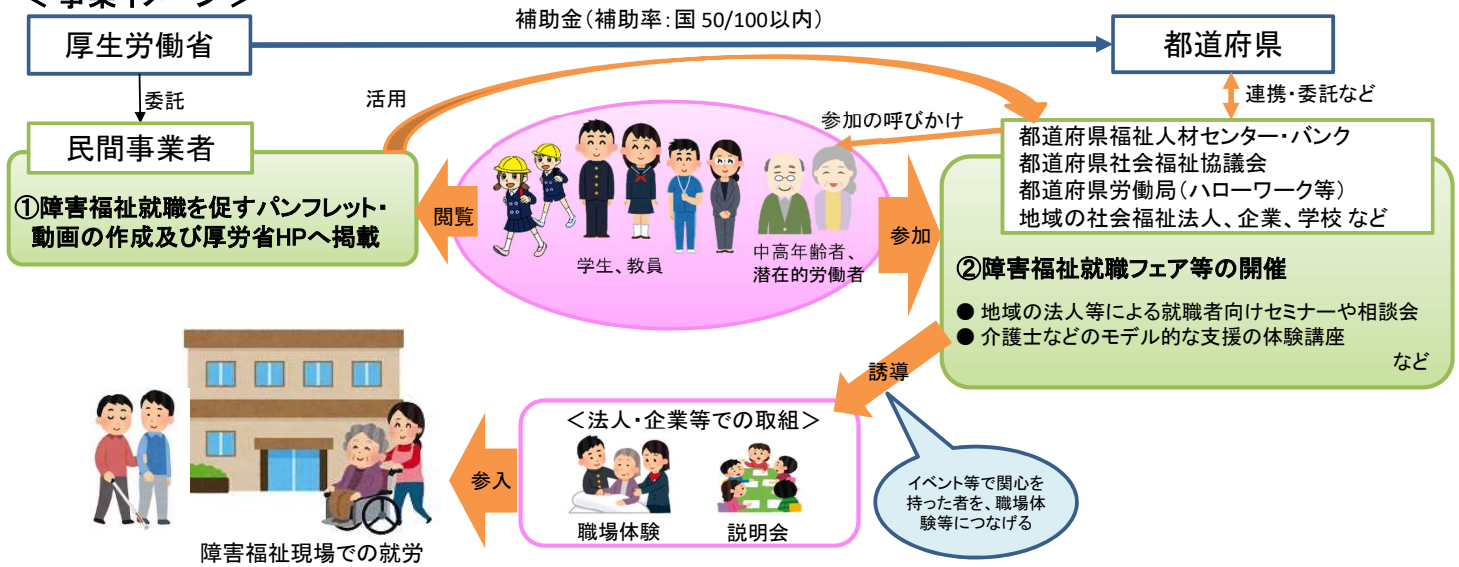 <事業イメージ>
補助金(補助率:国 50/100以内)
厚生労働省
都道府県
委託
活用
連携・委託など
民間事業者
参加の呼びかけ
都道府県福祉人材センター・バンク
都道府県社会福祉協議会
都道府県労働局(ハローワーク等)
地域の社会福祉法人、企業、学校 など
①障害福祉就職を促すパンフレット・
動画の作成及び厚労省HPへ掲載
閲覧
学生、教員
中高年齢者、
潜在的労働者
参加
②障害福祉就職フェア等の開催
● 地域の法人等による就職者向けセミナーや相談会
● 介護士などのモデル的な支援の体験講座
など
誘導
<法人・企業等での取組>
職場体験
説明会
参入
イベント等で関心を
持った者を、職場体
験等につなげる
障害福祉現場での就労